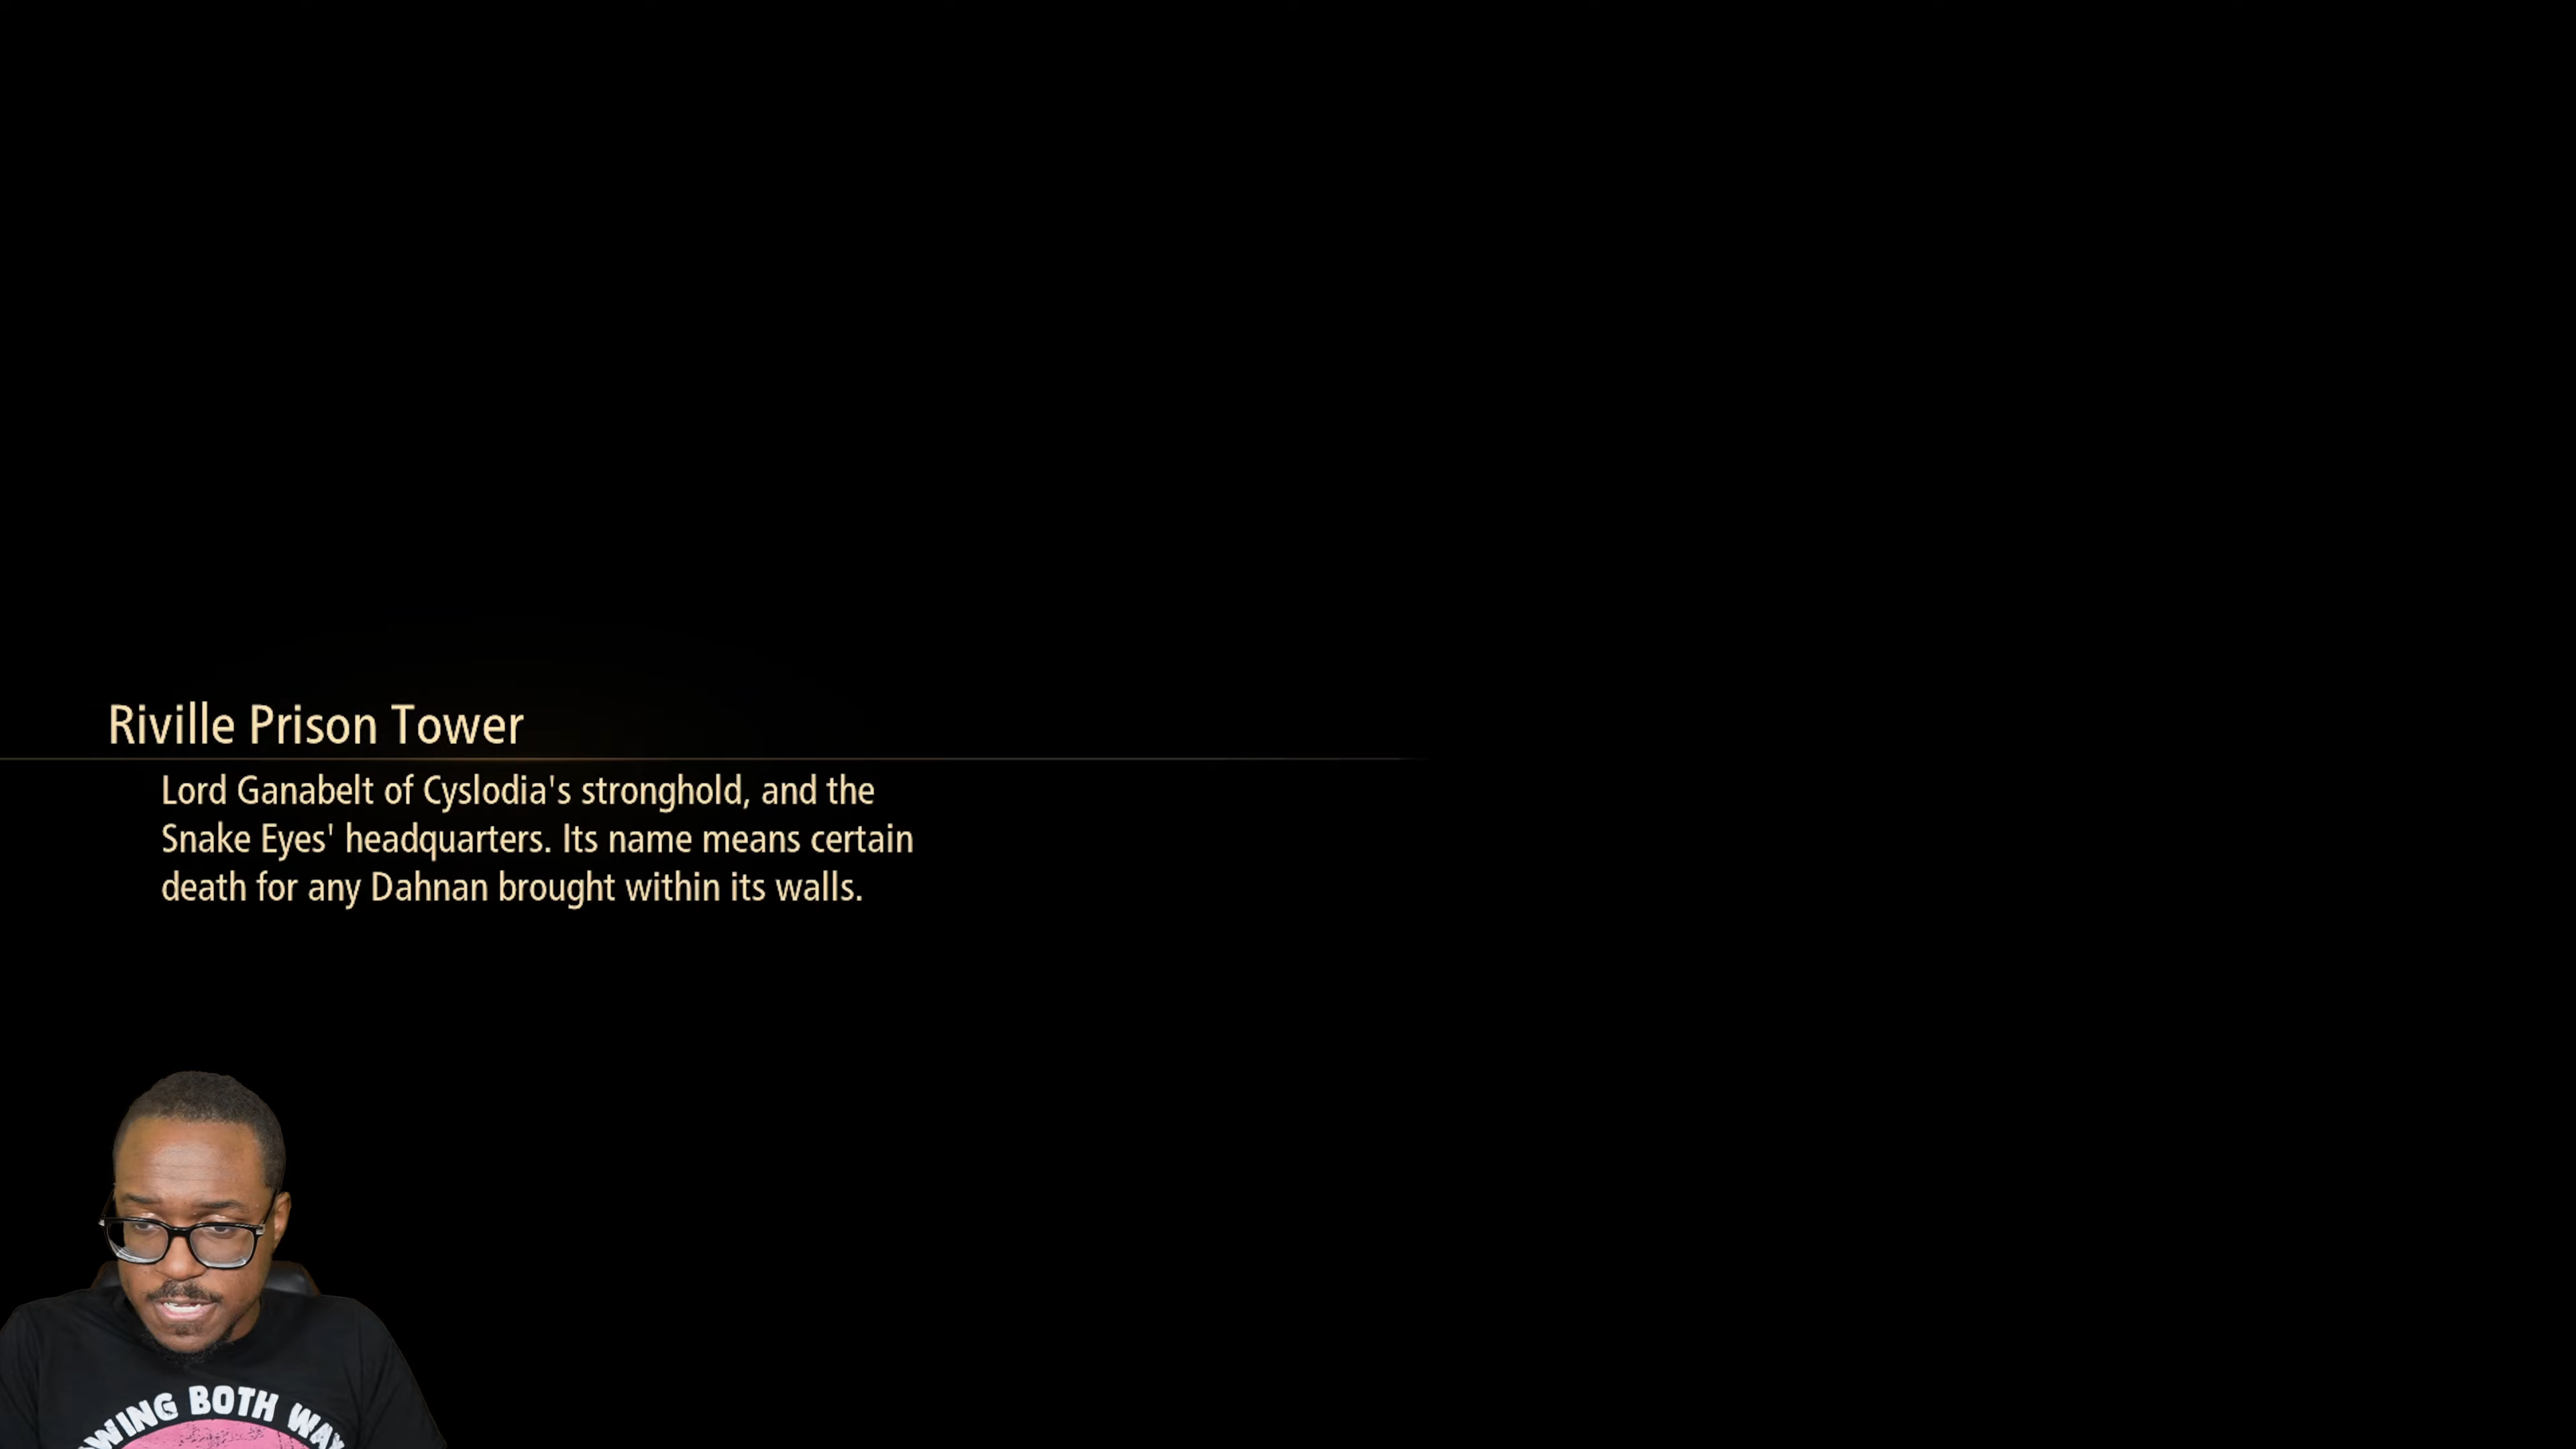 Riville Prison Tower
Lord Ganabelt of Cyslodia's stronghold, and the
Snake Eyes' headquarters. Its name means certain
death for any Dahnan brought within its walls.
BOTH